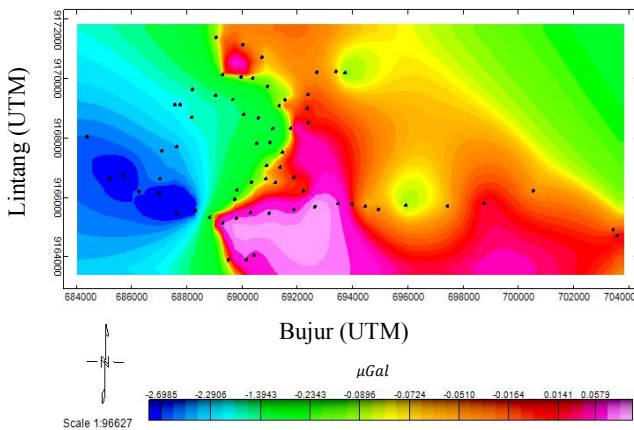 Lintang (UTM)
9172000
9170000
9168000
9166000
9164000
684000 686000 688000 690000 692000 694000 696000 698000 700000 702000 704000
Bujur (UTM)
N
μGal
-2.6985 -2.2906 -1.3943 -0.2343 -0.0896 -0.0724 -0.0510 -0.0164 0.0141 0.0579
Scale 1:96627